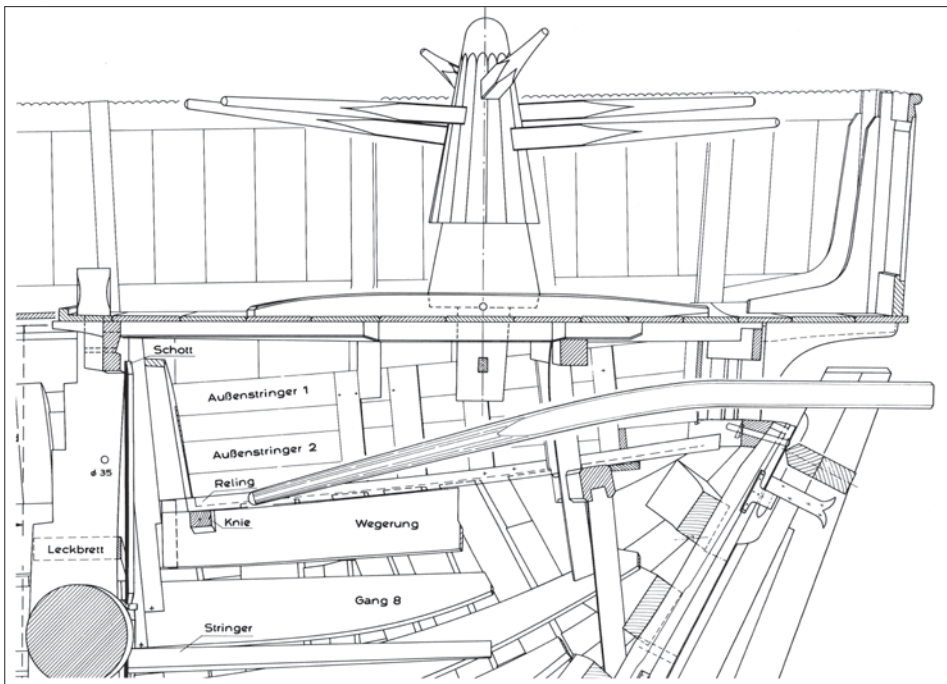 Schott
Außenstringer 1
Außenstringer 2
ø 35
Reling
Knie
Wegerung
Leckbrett
Gang 8
Stringer